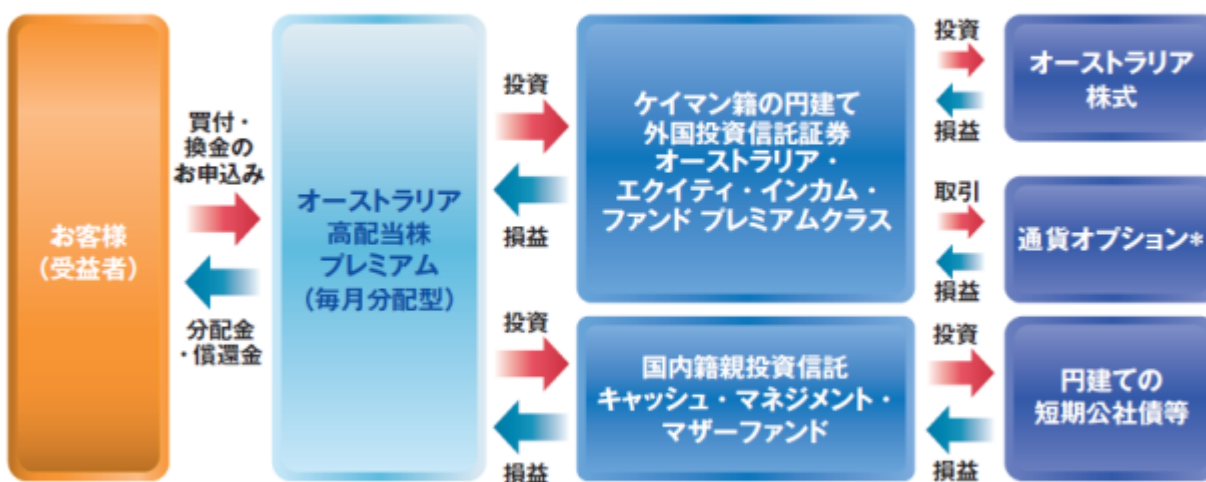 お客様
（受益者）
買付・
換金の
お申込み
分配金
・償還金
オーストラリア
高配当株
プレミアム
（毎月分配型）
投資
損益
投資
損益
ケイマン籍の円建て
外国投資信託証券
オーストラリア・
エクイティ・インカム・
ファンド プレミアムクラス
国内籍親投資信託
キャッシュ・マネジメント・
マザーファンド
投資
損益
取引
損益
投資
損益
オーストラリア
株式
通貨オプション*
円建ての
短期公社債等